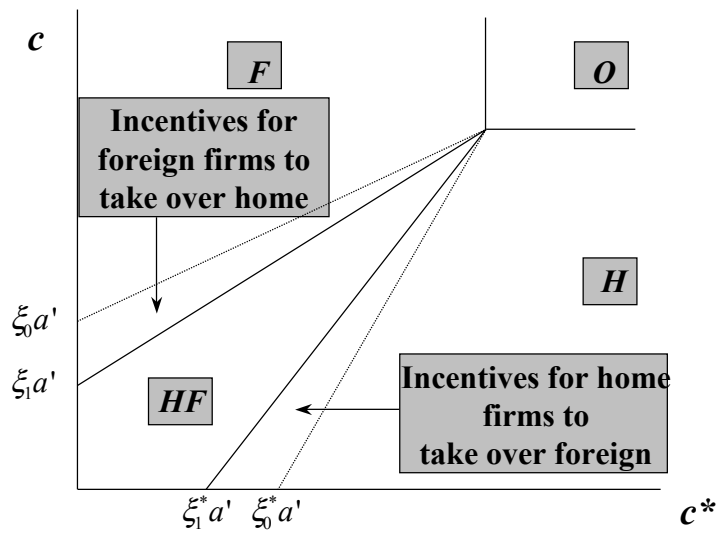 c
F
O
Incentives for
foreign firms to
take over home
H
ξ₀a'
ξ₁a'
HF
Incentives for home
firms to
take over foreign
ξ₁*a' ξ₀*a'
c*